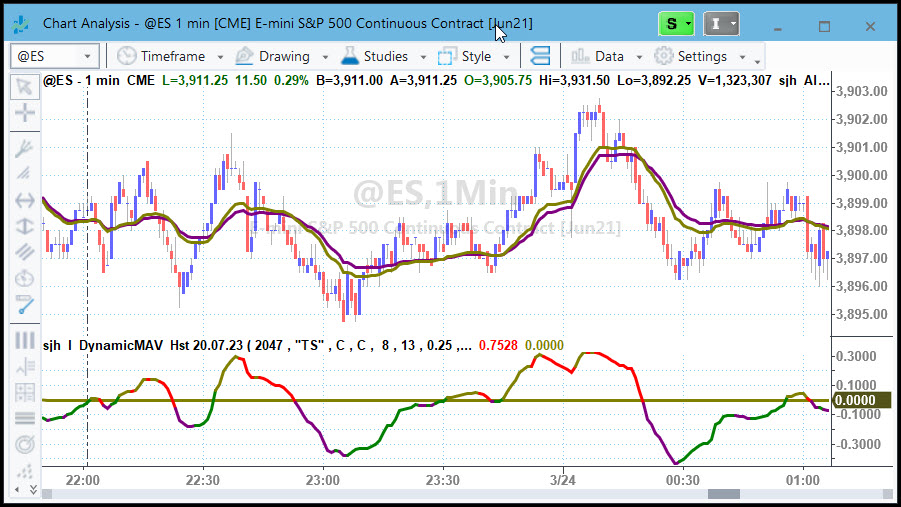 Chart Analysis - @ES 1 min [CME] E-mini S&P 500 Continuous Contract [Jun21]
S I
@ES Timeframe Drawing Studies Style Data Settings
@ES - 1 min CME L=3,911.25 11.50 0.29% B=3,911.00 A=3,911.25 O=3,905.75 Hi=3,931.50 Lo=3,892.25 V=1,323,307 sjh AI...
3,903.00
3,902.00
3,901.00
3,900.00
@ES,1Min
3,899.00
S&P 500 Continuous Contract [Jun21]
3,898.00
3,897.00
3,896.00
3,895.00
sjh I DynamicMAV Hst 20.07.23 ( 2047 , "TS" , C , C , 8 , 13 , 0.25 ,... 0.7528 0.0000
0.3000
0.1000
0.0000
-0.1000
-0.3000
22:00 22:30 23:00 23:30 3/24 00:30 01:00